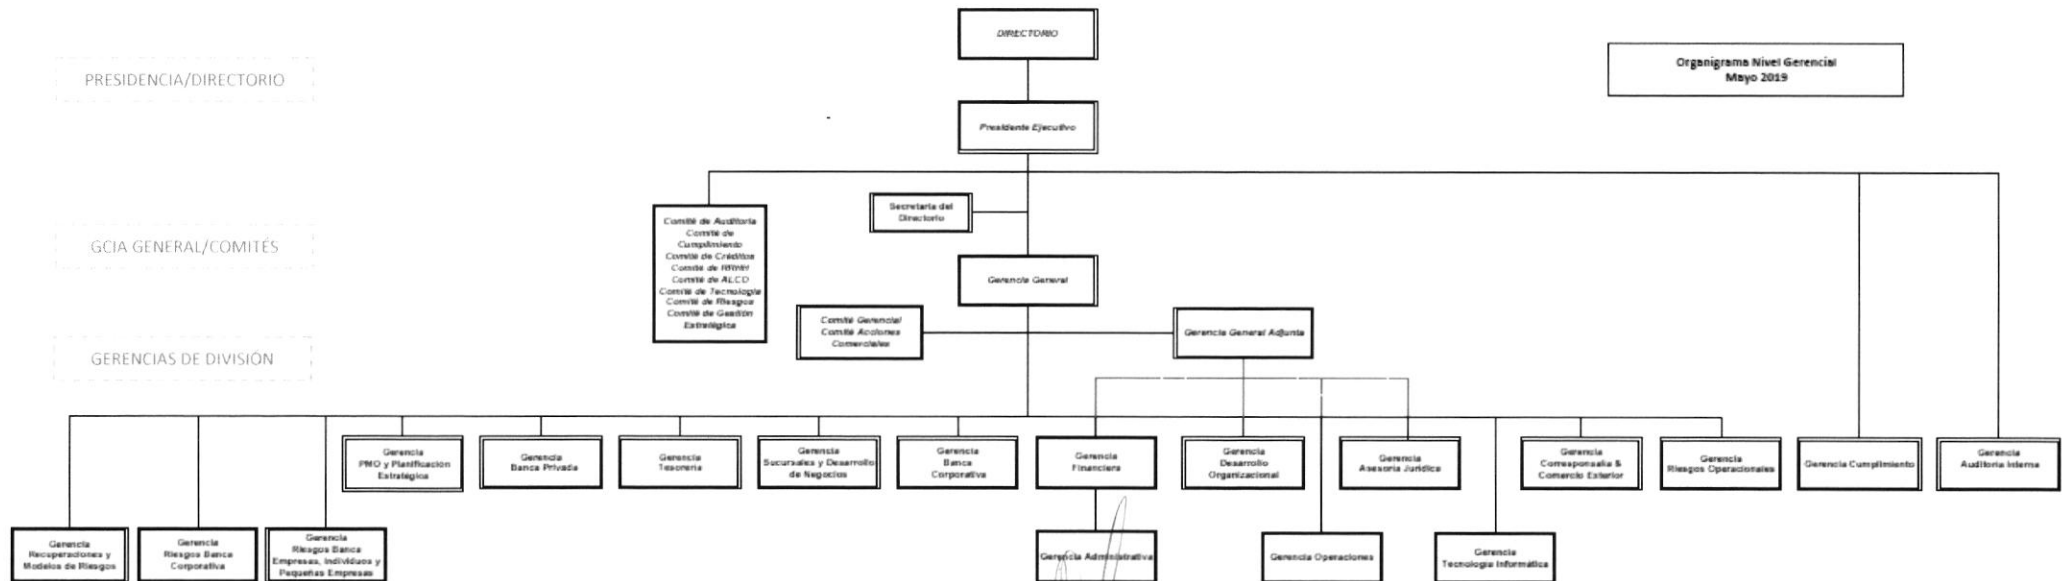 DIRECTORIO
PRESIDENCIA/DIRECTORIO
Organigrama Nivel Gerencial
Mayo 2019
Presidente Ejecutivo
Secretaría del
Directorio
Comité de Auditoría
Comité de
Cumplimiento
Comité de Créditos
Comité de
Comité de ALCO
Comité de Tecnología
Comité de Riesgos
Comité de Gestión
Estratégica
GCIA GENERAL/COMITÉS
Gerencia General
Comité Gerencial
Comité Acciones
Comerciales
Gerencia General Adjunta
GERENCIAS DE DIVISIÓN
Gerencia
PMO y Planificación
Estratégica
Gerencia
Banca Privada
Gerencia
Tesorería
Gerencia
Sucursales y Desarrollo
de Negocios
Gerencia
Banca
Corporativa
Gerencia
Financiera
Gerencia
Desarrollo
Organizacional
Gerencia
Asesoría Jurídica
Gerencia
Corresponsalía &
Comercio Exterior
Gerencia
Riesgos Operacionales
Gerencia Cumplimiento
Gerencia
Auditoría Interna
Gerencia
Recuperaciones y
Modelos de Riesgos
Gerencia
Riesgos Banca
Corporativa
Gerencia
Riesgos Banca
Empresas, Individuos y
Pequeñas Empresas
Gerencia Administrativa
Gerencia Operaciones
Gerencia
Tecnología Informática